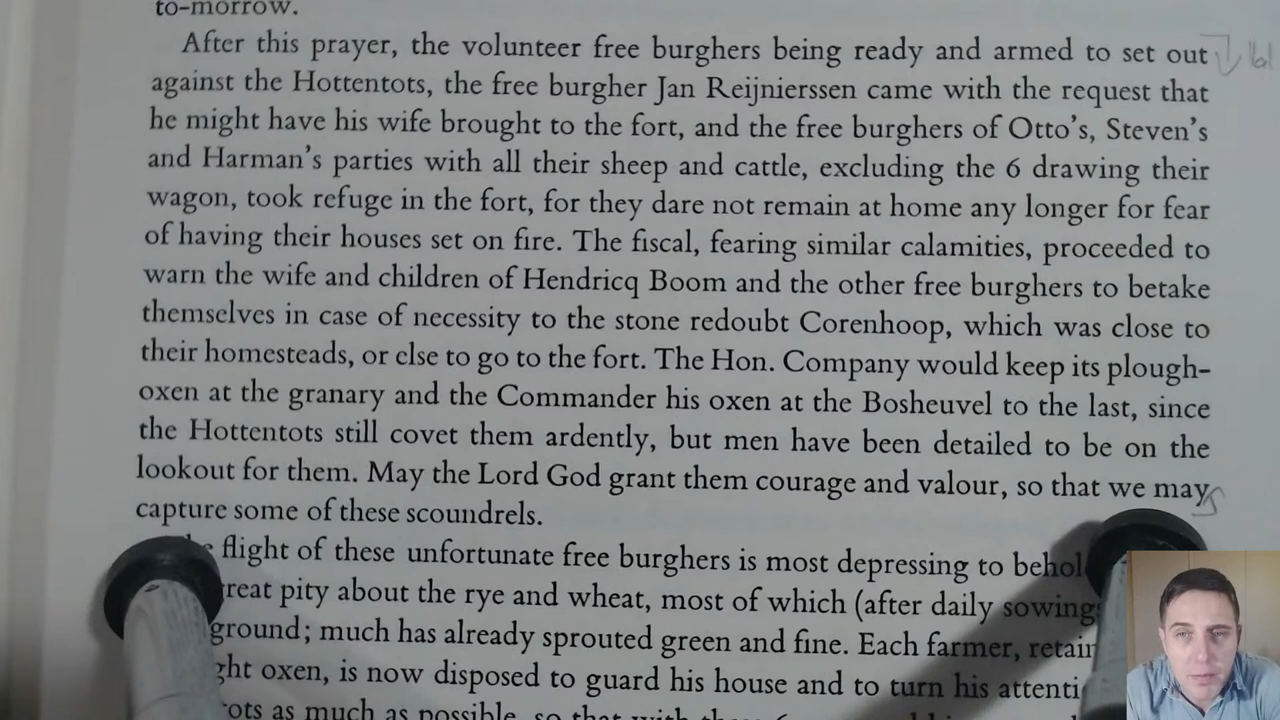 to-morrow.
After this prayer, the volunteer free burghers being ready and armed to set out
against the Hottentots, the free burgher Jan Reijnierssen came with the request that
he might have his wife brought to the fort, and the free burghers of Otto's, Steven's
and Harman's parties with all their sheep and cattle, excluding the 6 drawing their
wagon, took refuge in the fort, for they dare not remain at home any longer for fear
of having their houses set on fire. The fiscal, fearing similar calamities, proceeded to
warn the wife and children of Hendricq Boom and the other free burghers to betake
themselves in case of necessity to the stone redoubt Corenhoop, which was close to
their homesteads, or else to go to the fort. The Hon. Company would keep its plough-
oxen at the granary and the Commander his oxen at the Bosheuvel to the last, since
the Hottentots still covet them ardently, but men have been detailed to be on the
lookout for them. May the Lord God grant them courage and valour, so that we may
capture some of these scoundrels.
flight of these unfortunate free burghers is most depressing to
pity about the rye and wheat, most of which (after daily
ground; much has already sprouted green and fine. Each farmer,
oxen, is now disposed to guard his house and to turn his
as much as possible, so that with